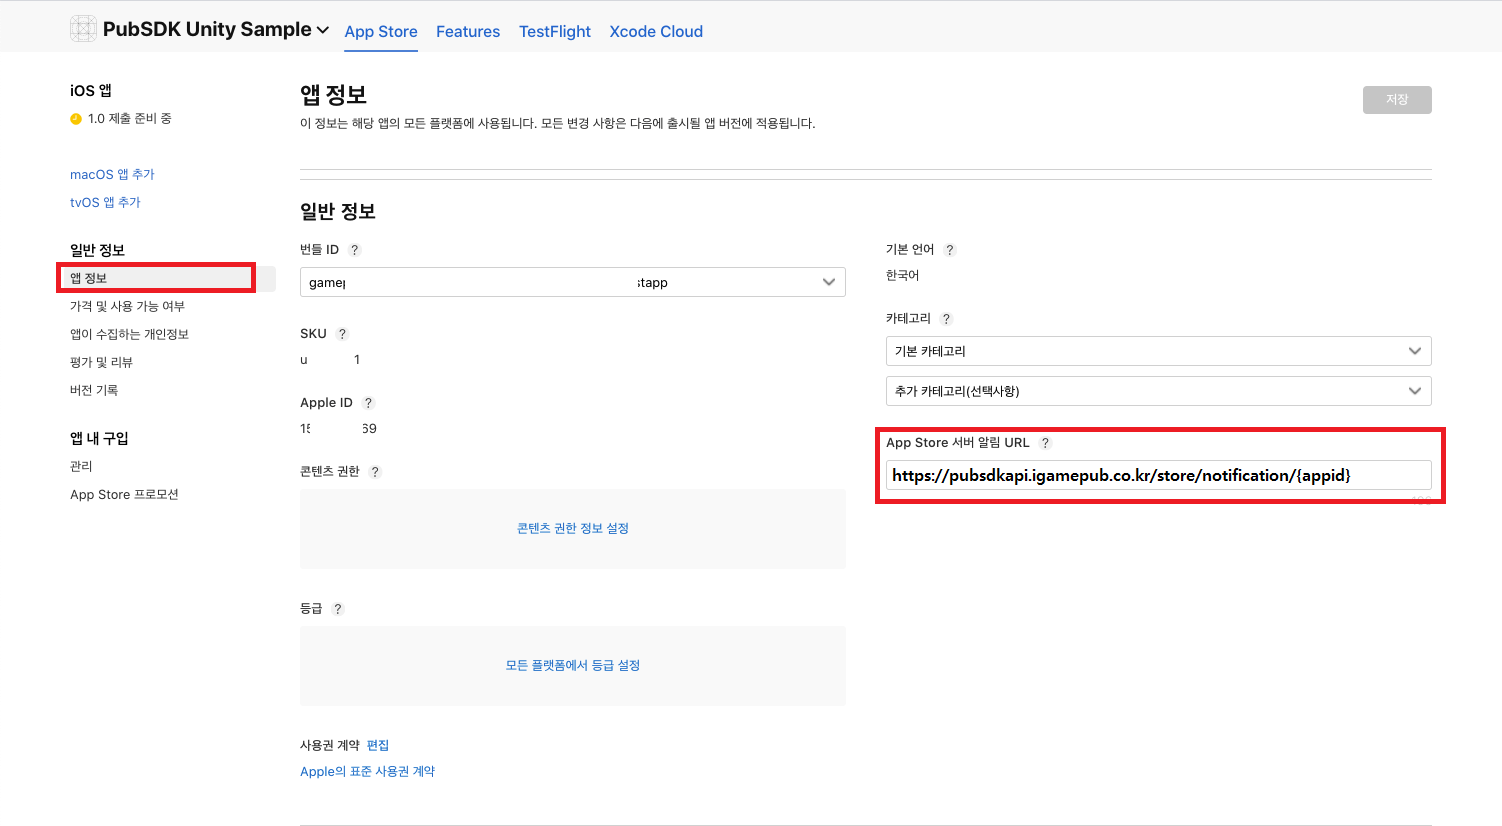 PubSDK Unity Sample
App Store
Features
TestFlight
Xcode Cloud
iOS 앱
1.0 제출 준비 중
macOS 앱 추가
tvOS 앱 추가
일반 정보
앱 정보
가격 및 사용 가능 여부
앱이 수집하는 개인정보
평가 및 리뷰
버전 기록
앱 내 구입
관리
App Store 프로모션
앱 정보
저장
이 정보는 해당 앱의 모든 플랫폼에 사용됩니다. 모든 변경 사항은 다음에 출시될 앱 버전에 적용됩니다.
일반 정보
번들 ID ?
game
tapp
SKU ?
u 1
Apple ID ?
69
콘텐츠 권한 ?
콘텐츠 권한 정보 설정
등급 ?
모든 플랫폼에서 등급 설정
사용권 계약 편집
Apple의 표준 사용권 계약
기본 언어 ?
한국어
카테고리 ?
기본 카테고리
추가 카테고리(선택사항)
App Store 서버 알림 URL ?
https://pubsdkapi.igamepub.co.kr/store/notification/{appid}